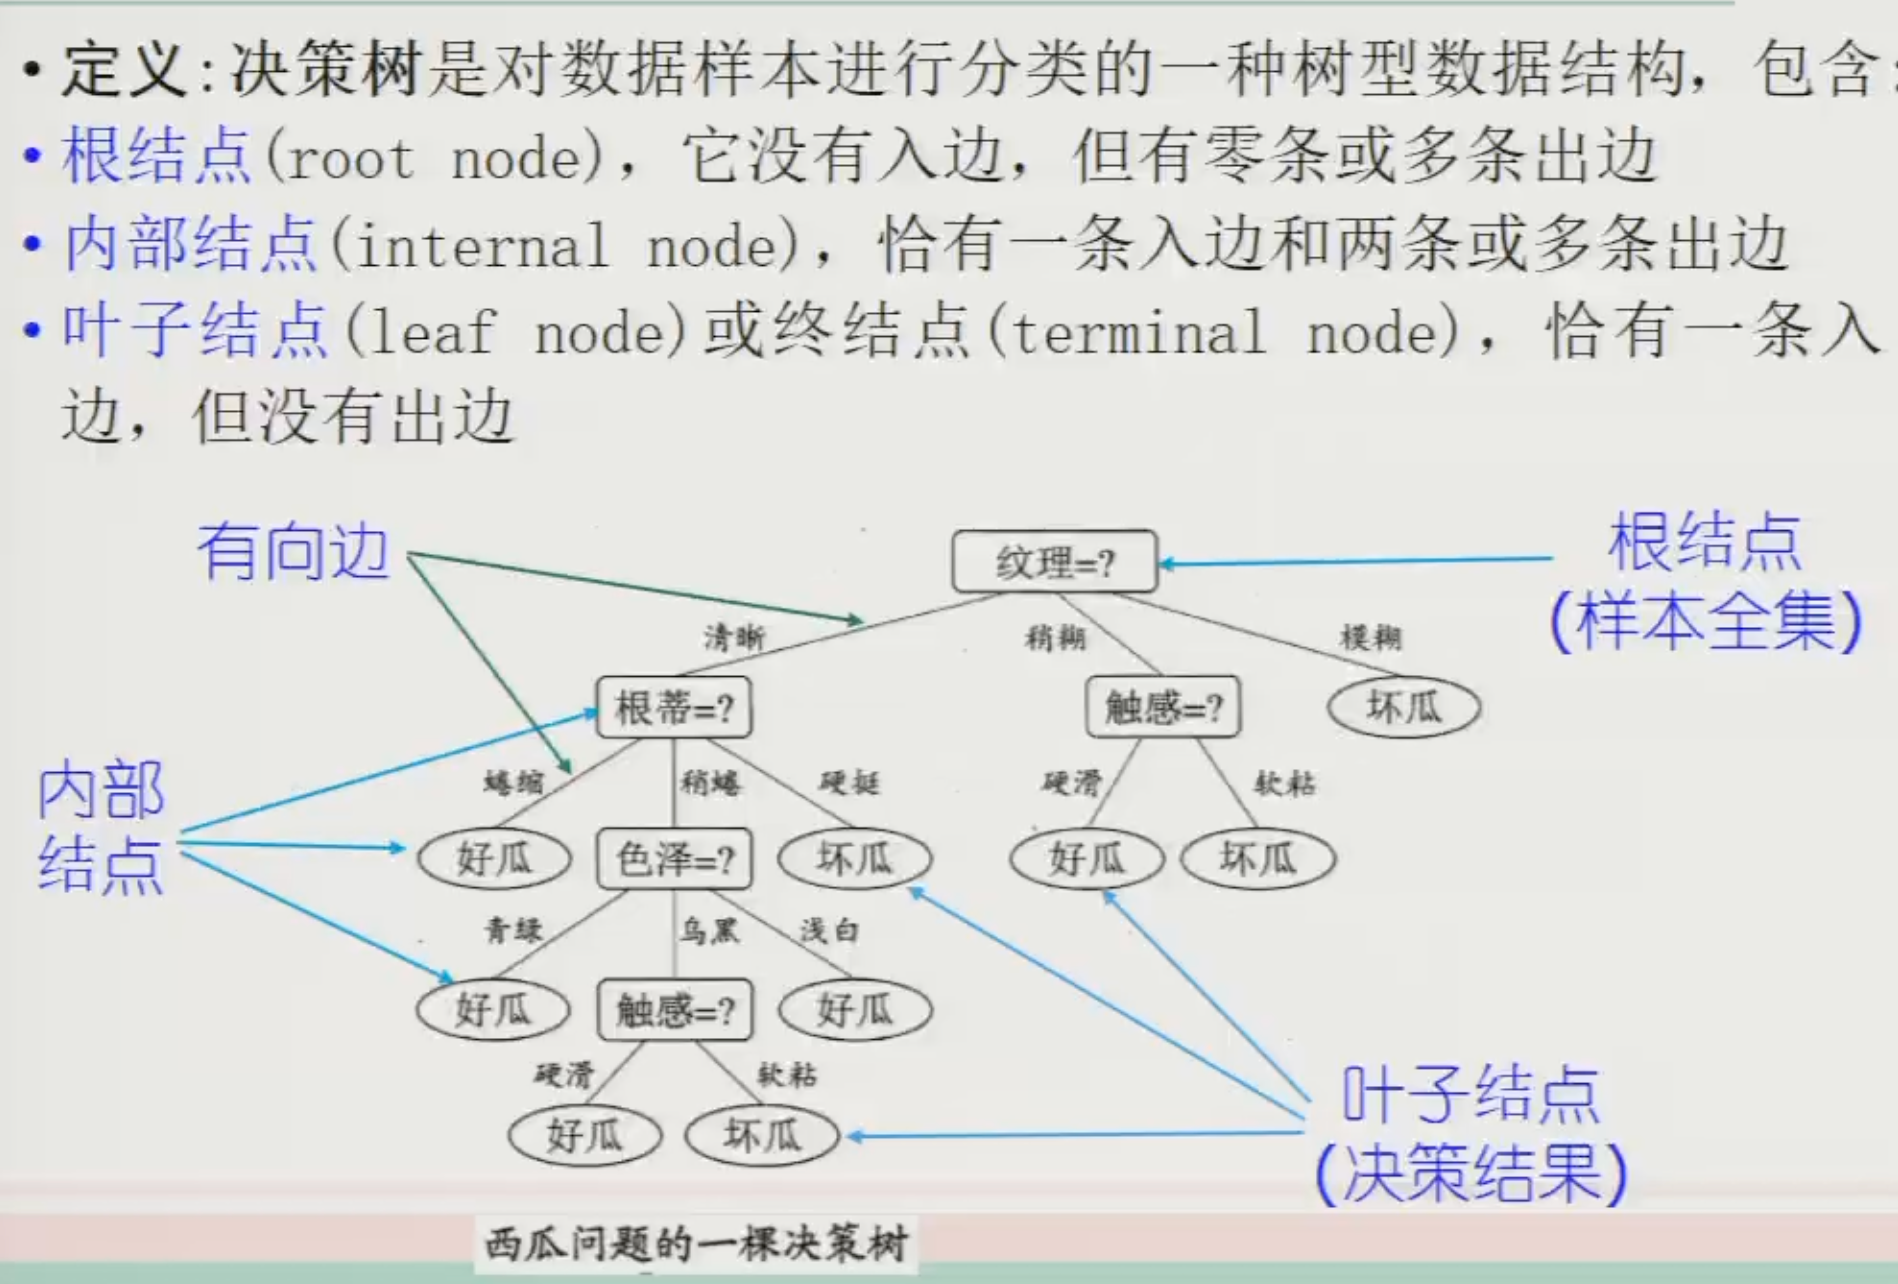 • 定义:决策树是对数据样本进行分类的一种树型数据结构，包含:
• 根结点(root node)，它没有入边，但有零条或多条出边
• 内部结点(internal node)，恰有一条入边和两条或多条出边
• 叶子结点(leaf node)或终结点(terminal node)，恰有一条入
边，但没有出边
有向边
纹理=?
根结点
(样本全集)
清晰
稍糊
模糊
根蒂=?
触感=?
坏瓜
内部
结点
蜷缩
稍蜷
硬挺
硬滑
软粘
好瓜
色泽=?
坏瓜
好瓜
坏瓜
青绿
乌黑
浅白
好瓜
触感=?
好瓜
硬滑
软粘
好瓜
坏瓜
叶子结点
(决策结果)
西瓜问题的一棵决策树